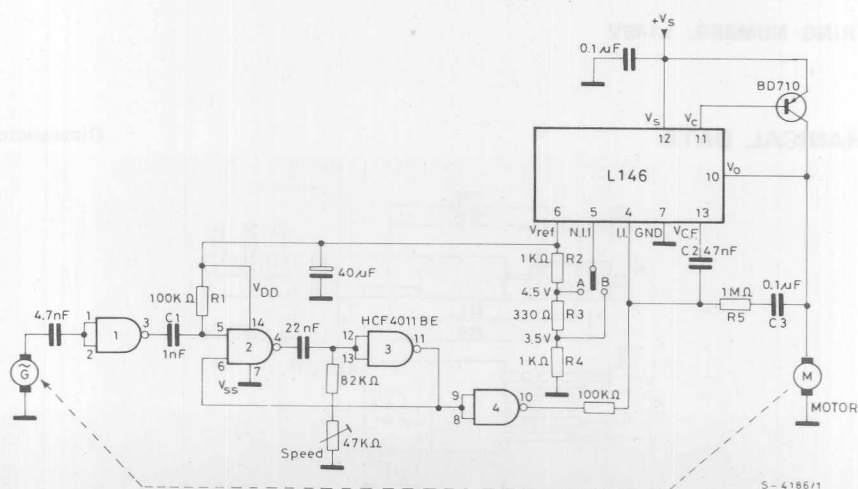 +VS
0.1µF
BD710
VS
VC
12
11
L146
10
VO
6
5
4
7
13
Vref
N.I.I
I.I.
GND
VC.F.
C2
47nF
1KΩ
R2
4.5V
A
B
330Ω
R3
3.5V
1KΩ
R4
1MΩ
R5
0.1µF
C3
40µF
100KΩ
R1
VDD
4.7nF
1
2
1
3
C1
1nF
5
6
2
14
4
7
VSS
22nF
HCF4011BE
12
13
3
11
82KΩ
47KΩ
Speed
9
8
4
10
100KΩ
G
M
MOTOR
S-4186/1